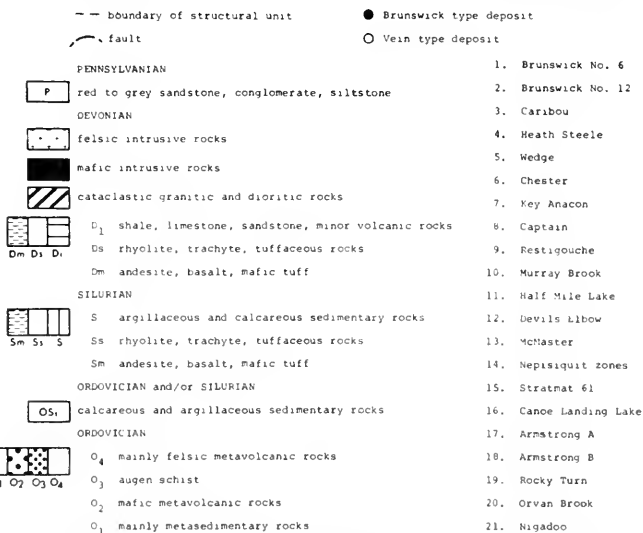 boundary of structural unit
fault
Brunswick type deposit
Vein type deposit
PENNSYLVANIAN
P red to grey sandstone, conglomerate, siltstone
DEVONIAN
felsic intrusive rocks
mafic intrusive rocks
cataclastic granitic and dioritic rocks
D1 shale, limestone, sandstone, minor volcanic rocks
Ds rhyolite, trachyte, tuffaceous rocks
Dm Ds D1
Dm andesite, basalt, mafic tuff
SILURIAN
S argillaceous and calcareous sedimentary rocks
Ss rhyolite, trachyte, tuffaceous rocks
Sm Ss S
Sm andesite, basalt, mafic tuff
ORDOVICIAN and/or SILURIAN
OS1 calcareous and argillaceous sedimentary rocks
ORDOVICIAN
O4 mainly felsic metavolcanic rocks
O3 augen schist
1 O2 O3 O4
O2 mafic metavolcanic rocks
O1 mainly metasedimentary rocks
1. Brunswick No. 6
2. Brunswick No. 12
3. Caribou
4. Heath Steele
5. Wedge
6. Chester
7. Key Anacon
8. Captain
9. Restigouche
10. Murray Brook
11. Half Mile Lake
12. Devils Elbow
13. McMaster
14. Nepisiquit zones
15. Stratmat 61
16. Canoe Landing Lake
17. Armstrong A
18. Armstrong B
19. Rocky Turn
20. Orvan Brook
21. Nigadoo